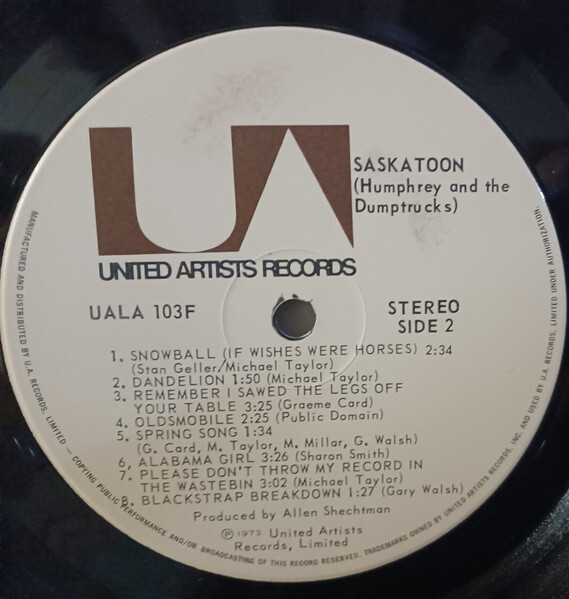 UA
SASKATOON
(Humphrey and the
Dumptrucks)
UNITED ARTISTS RECORDS
UALA 103F
STEREO
SIDE 2
1. SNOWBALL (IF WISHES WERE HORSES) 2:34
(Stan Geller/Michael Taylor)
2. DANDELION 1:50 (Michael Taylor)
3. REMEMBER I SAWED THE LEGS OFF
YOUR TABLE 3:25 (Graeme Card)
4. OLDSMOBILE 2:25 (Public Domain)
5. SPRING SONG 1:34
(G. Card, M. Taylor, M. Millar, G. Walsh)
6, ALABAMA GIRL 3:26 (Sharon Smith)
7. PLEASE DON'T THROW MY RECORD IN
THE WASTEBIN 3:02 (Michael Taylor)
8. BLACKSTRAP BREAKDOWN 1:27 (Gary Walsh)
Produced by Allen Shechtman
℗ 1973 United Artists
Records, Limited
MANUFACTURED AND DISTRIBUTED BY U.A. RECORDS, LIMITED — COPYING PUBLIC PERFORMANCE AND/OR BROADCASTING OF THIS RECORD RESERVED, TRADEMARKS OWNED BY UNITED ARTISTS RECORDS, INC. AND USED BY U.A. RECORDS, LIMITED UNDER AUTHORIZATION.